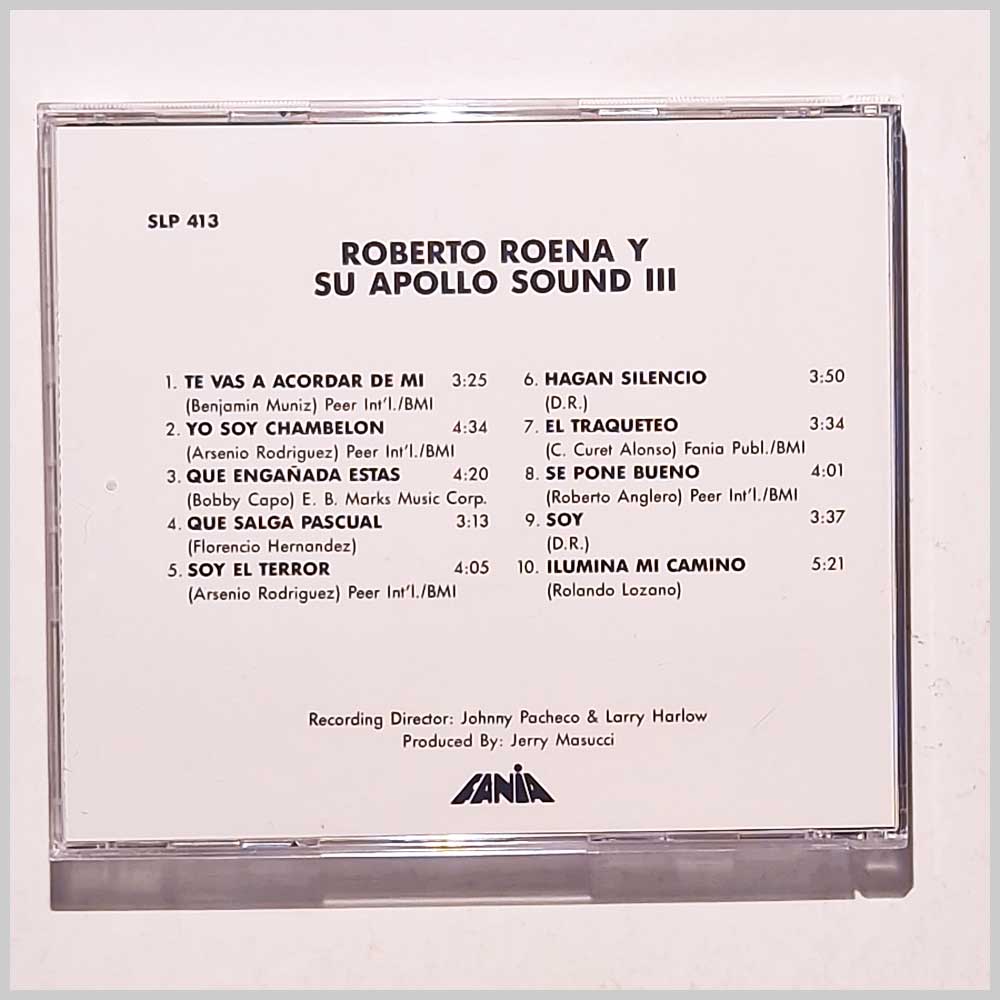 SLP 413
ROBERTO ROENA Y
SU APOLLO SOUND III
1. TE VAS A ACORDAR DE MI 3:25
(Benjamin Muniz) Peer Int'l./BMI
2. YO SOY CHAMBELON 4:34
(Arsenio Rodriguez) Peer Int'l./BMI
3. QUE ENGAÑADA ESTAS 4:20
(Bobby Capo) E. B. Marks Music Corp.
4. QUE SALGA PASCUAL 3:13
(Florencio Hernandez)
5. SOY EL TERROR 4:05
(Arsenio Rodriguez) Peer Int'l./BMI
6. HAGAN SILENCIO 3:50
(D.R.)
7. EL TRAQUETEO 3:34
(C. Curet Alonso) Fania Publ./BMI
8. SE PONE BUENO 4:01
(Roberto Anglero) Peer Int'l./BMI
9. SOY 3:37
(D.R.)
10. ILUMINA MI CAMINO 5:21
(Rolando Lozano)
Recording Director: Johnny Pacheco & Larry Harlow
Produced By: Jerry Masucci
FANIA